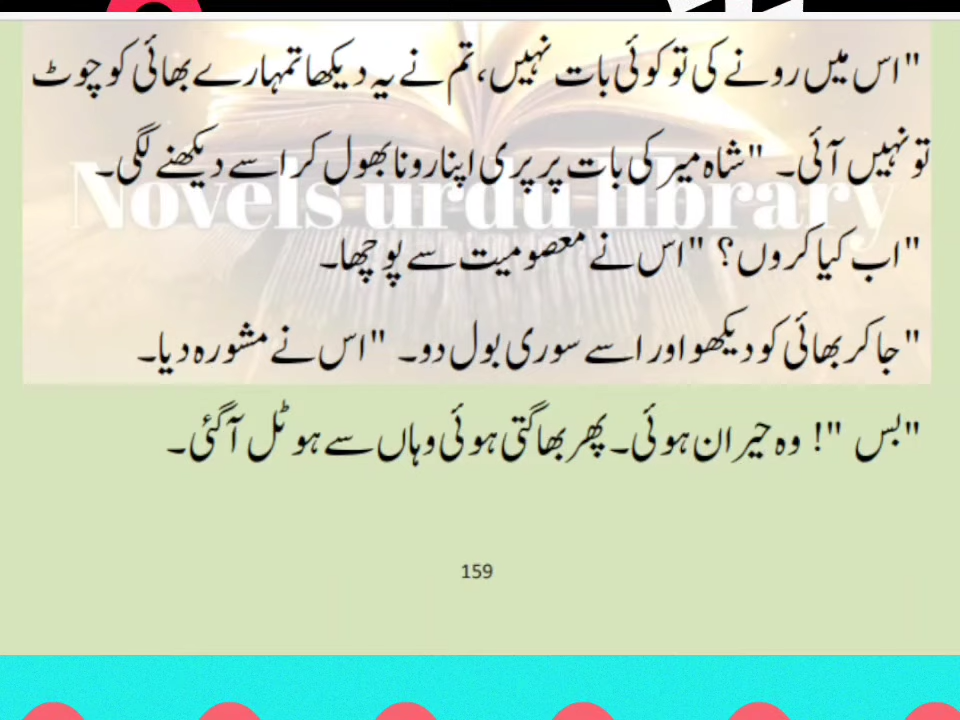 "اس میں رونے کی تو کوئی بات نہیں، تم نے یہ دیکھا تمہارے بھائی کو چوٹ
تو نہیں آئی۔ "شاہ میر کی بات پر پری اپنا رونا بھول کر اسے دیکھنے لگی۔
Novels urdu library
"اب کیا کروں؟ "اس نے معصومیت سے پوچھا۔
"جا کر بھائی کو دیکھو اور اسے سوری بول دو۔ "اس نے مشورہ دیا۔
"بس "! وہ حیران ہوئی۔ پھر بھاگتی ہوئی وہاں سے ہوٹل آ گئی۔
159